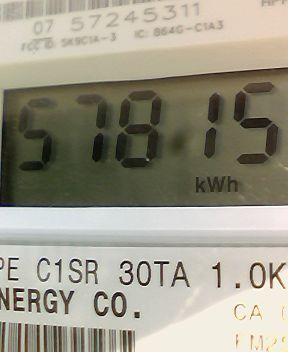 07 57245311
FCC ID: SK9C1A-3 IC: 864G-C1A3
57815
kWh
PE C1SR 30TA 1.0K
NERGY CO.
CA